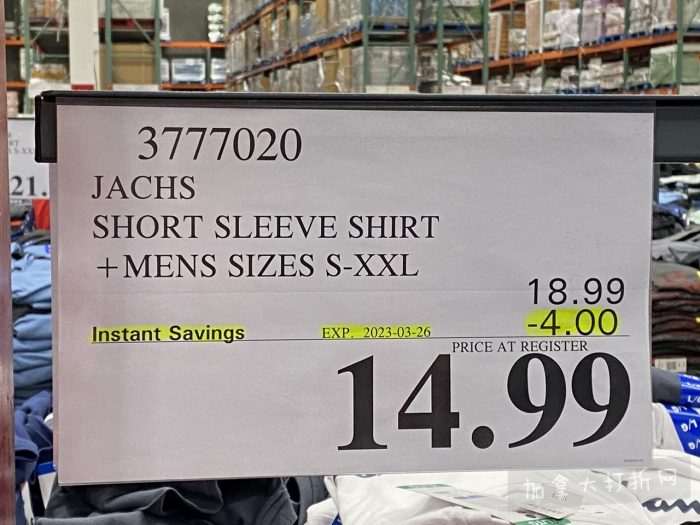 3777020
JACHS
SHORT SLEEVE SHIRT
+MENS SIZES S-XXL
18.99
Instant Savings EXP. 2023-03-26 -4.00
PRICE AT REGISTER
14.99
21.
加拿大打折网